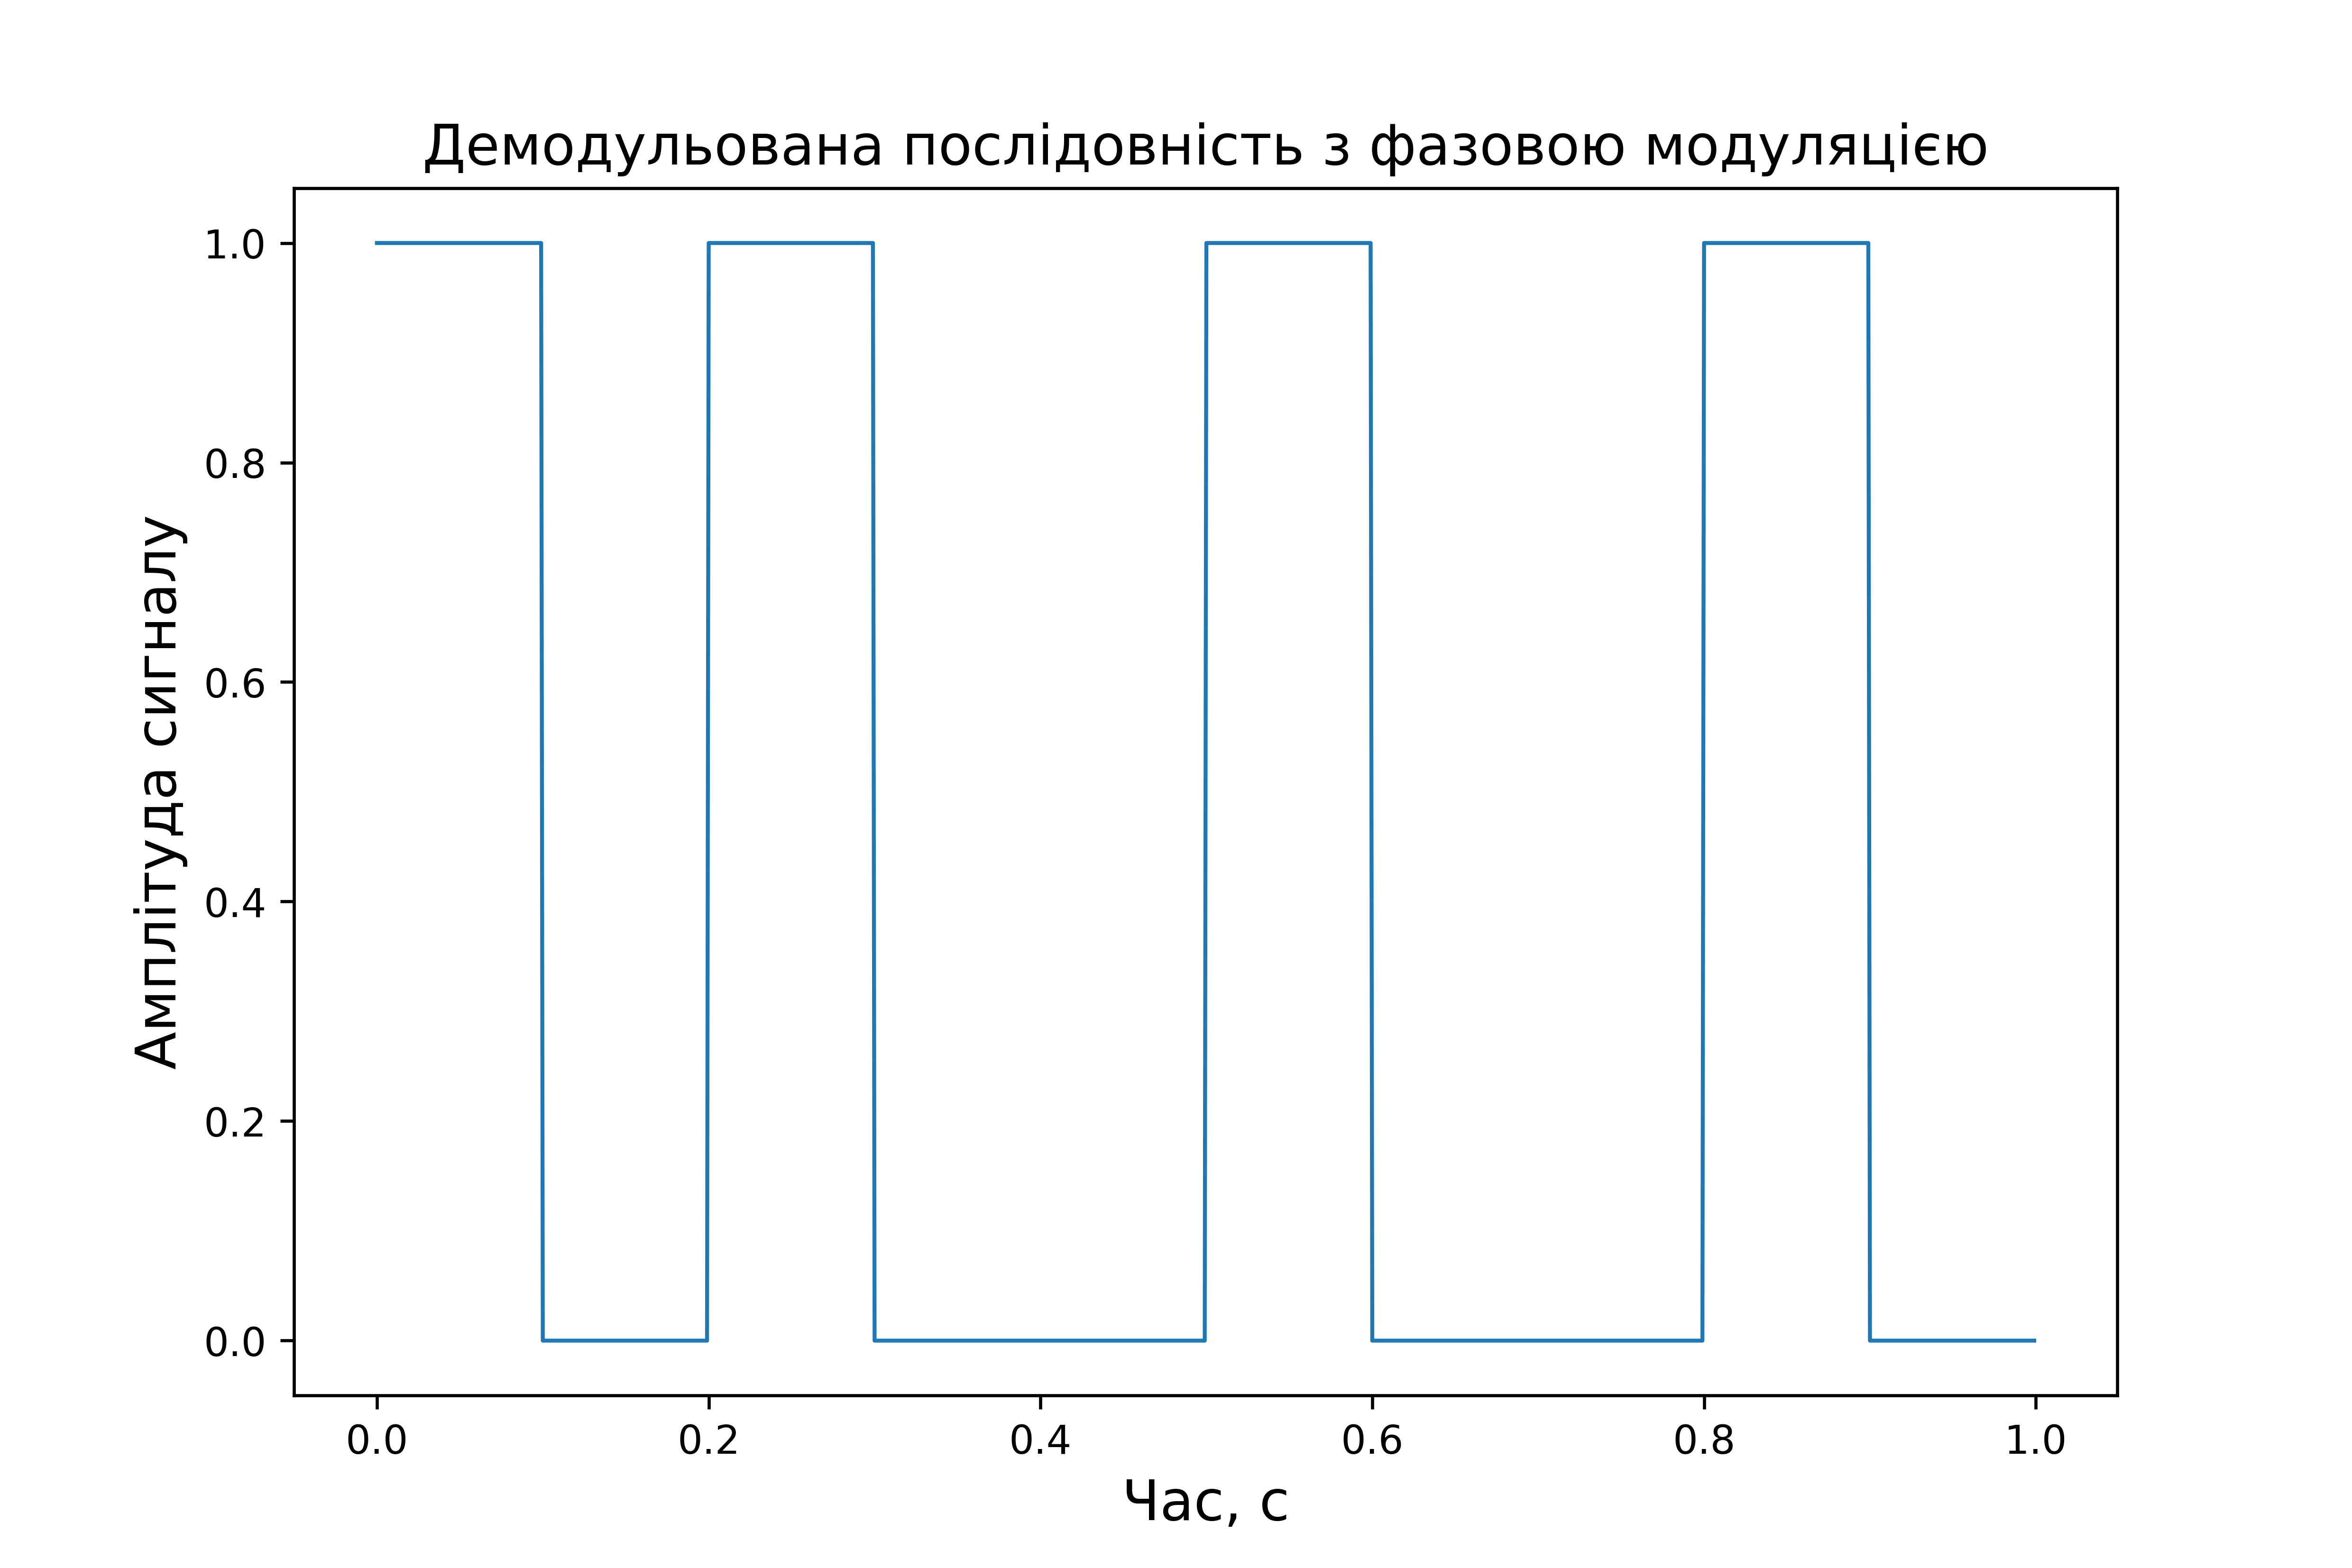 Демодульована послідовність з фазовою модуляцією
1.0
0.8
0.6
0.4
0.2
0.0
Амплітуда сигналу
0.0 0.2 0.4 0.6 0.8 1.0
Час, с